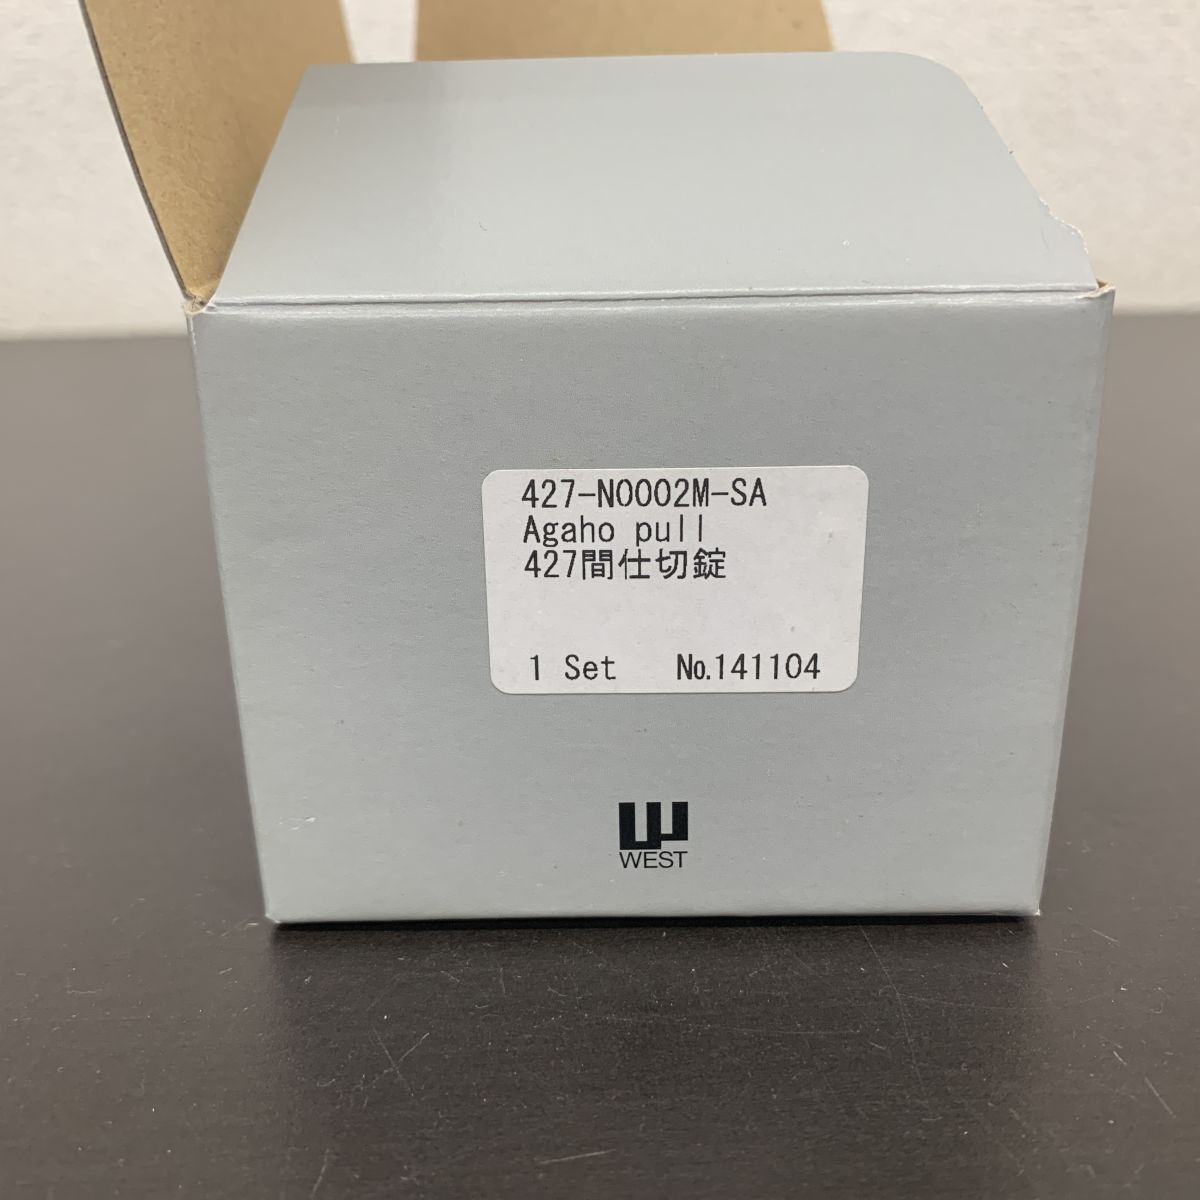 427-N0002M-SA
Agaho pull
427間仕切錠
1 Set № 141104
WEST